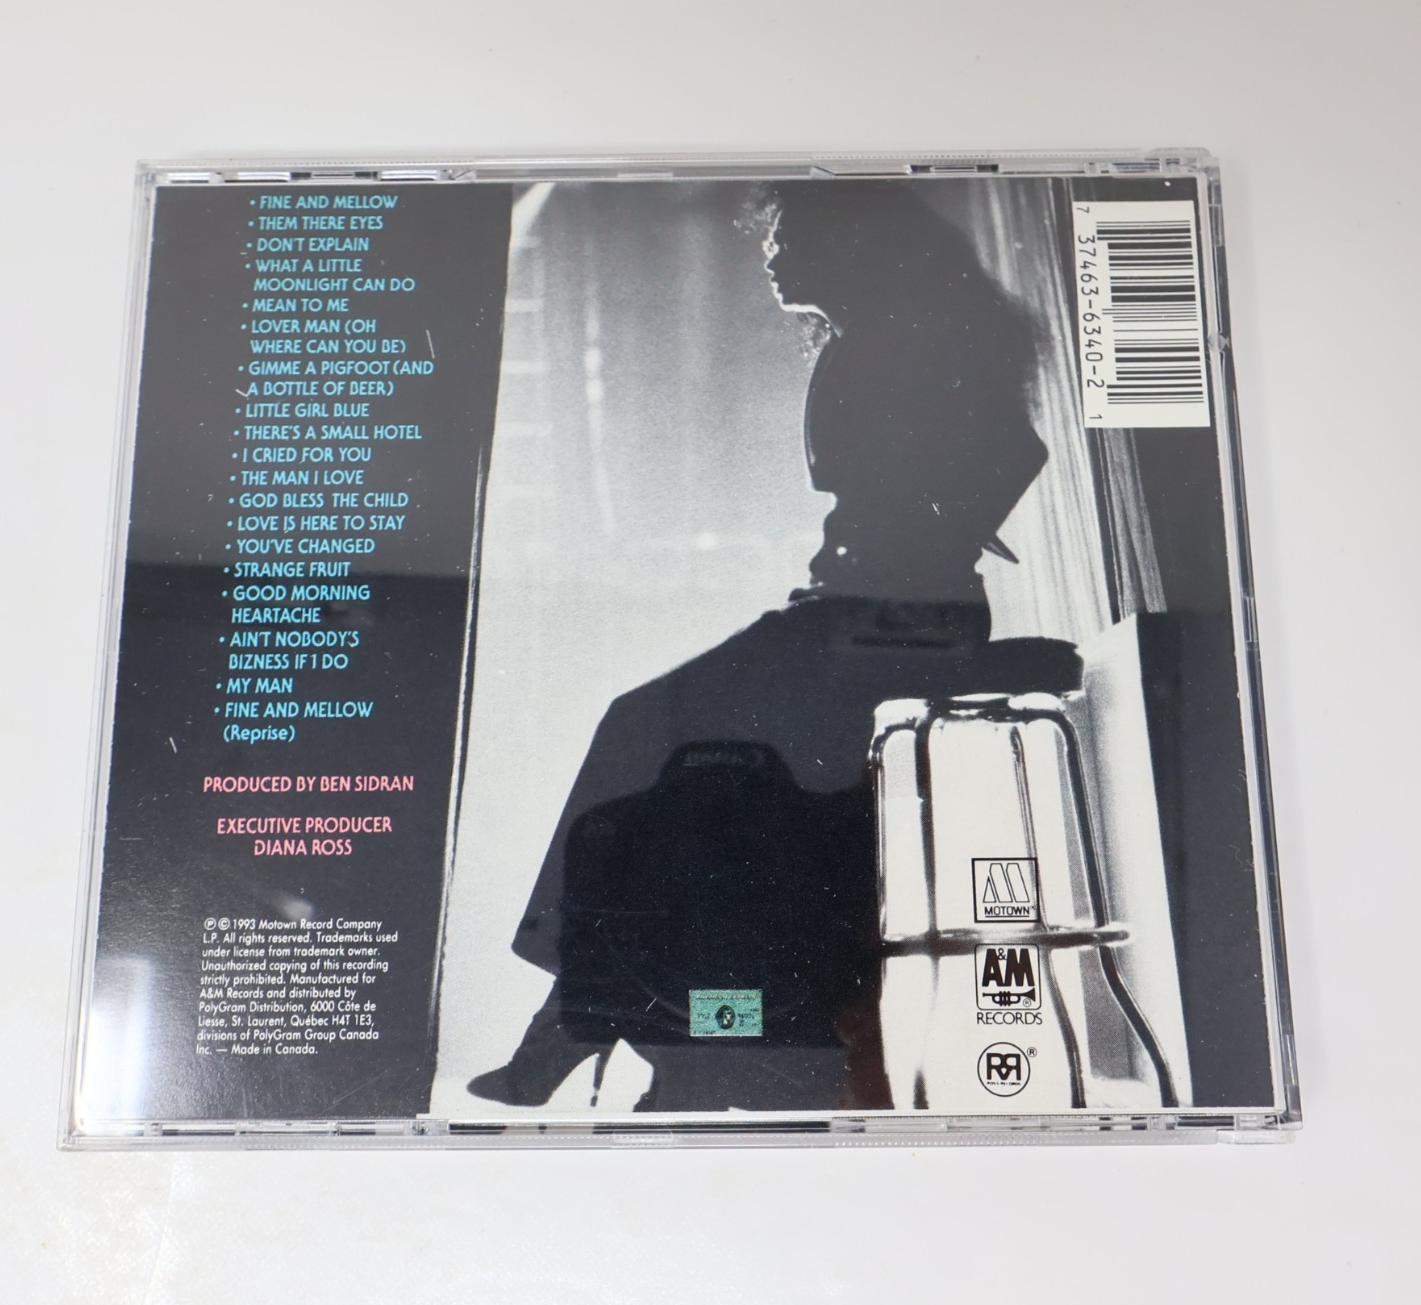 • FINE AND MELLOW
• THEM THERE EYES
• DON'T EXPLAIN
• WHAT A LITTLE
MOONLIGHT CAN DO
• MEAN TO ME
• LOVER MAN (OH
WHERE CAN YOU BE)
• GIMME A PIGFOOT (AND
A BOTTLE OF BEER)
• LITTLE GIRL BLUE
• THERE'S A SMALL HOTEL
• I CRIED FOR YOU
• THE MAN I LOVE
• GOD BLESS THE CHILD
• LOVE IS HERE TO STAY
• YOU'VE CHANGED
• STRANGE FRUIT
• GOOD MORNING
HEARTACHE
• AIN'T NOBODY'S
BIZNESS IF I DO
• MY MAN
• FINE AND MELLOW
(Reprise)
PRODUCED BY BEN SIDRAN
EXECUTIVE PRODUCER
DIANA ROSS
℗ © 1993 Motown Record Company
L.P. All rights reserved. Trademarks used
under license from trademark owner.
Unauthorized copying of this recording
strictly prohibited. Manufactured for
A&M Records and distributed by
PolyGram Distribution, 6000 Côte de
Liesse, St. Laurent, Québec H4T 1E3,
divisions of PolyGram Group Canada
Inc. — Made in Canada.
7 37463-6340-2 1
MOTOWN
A&M
®
RECORDS
RR ®